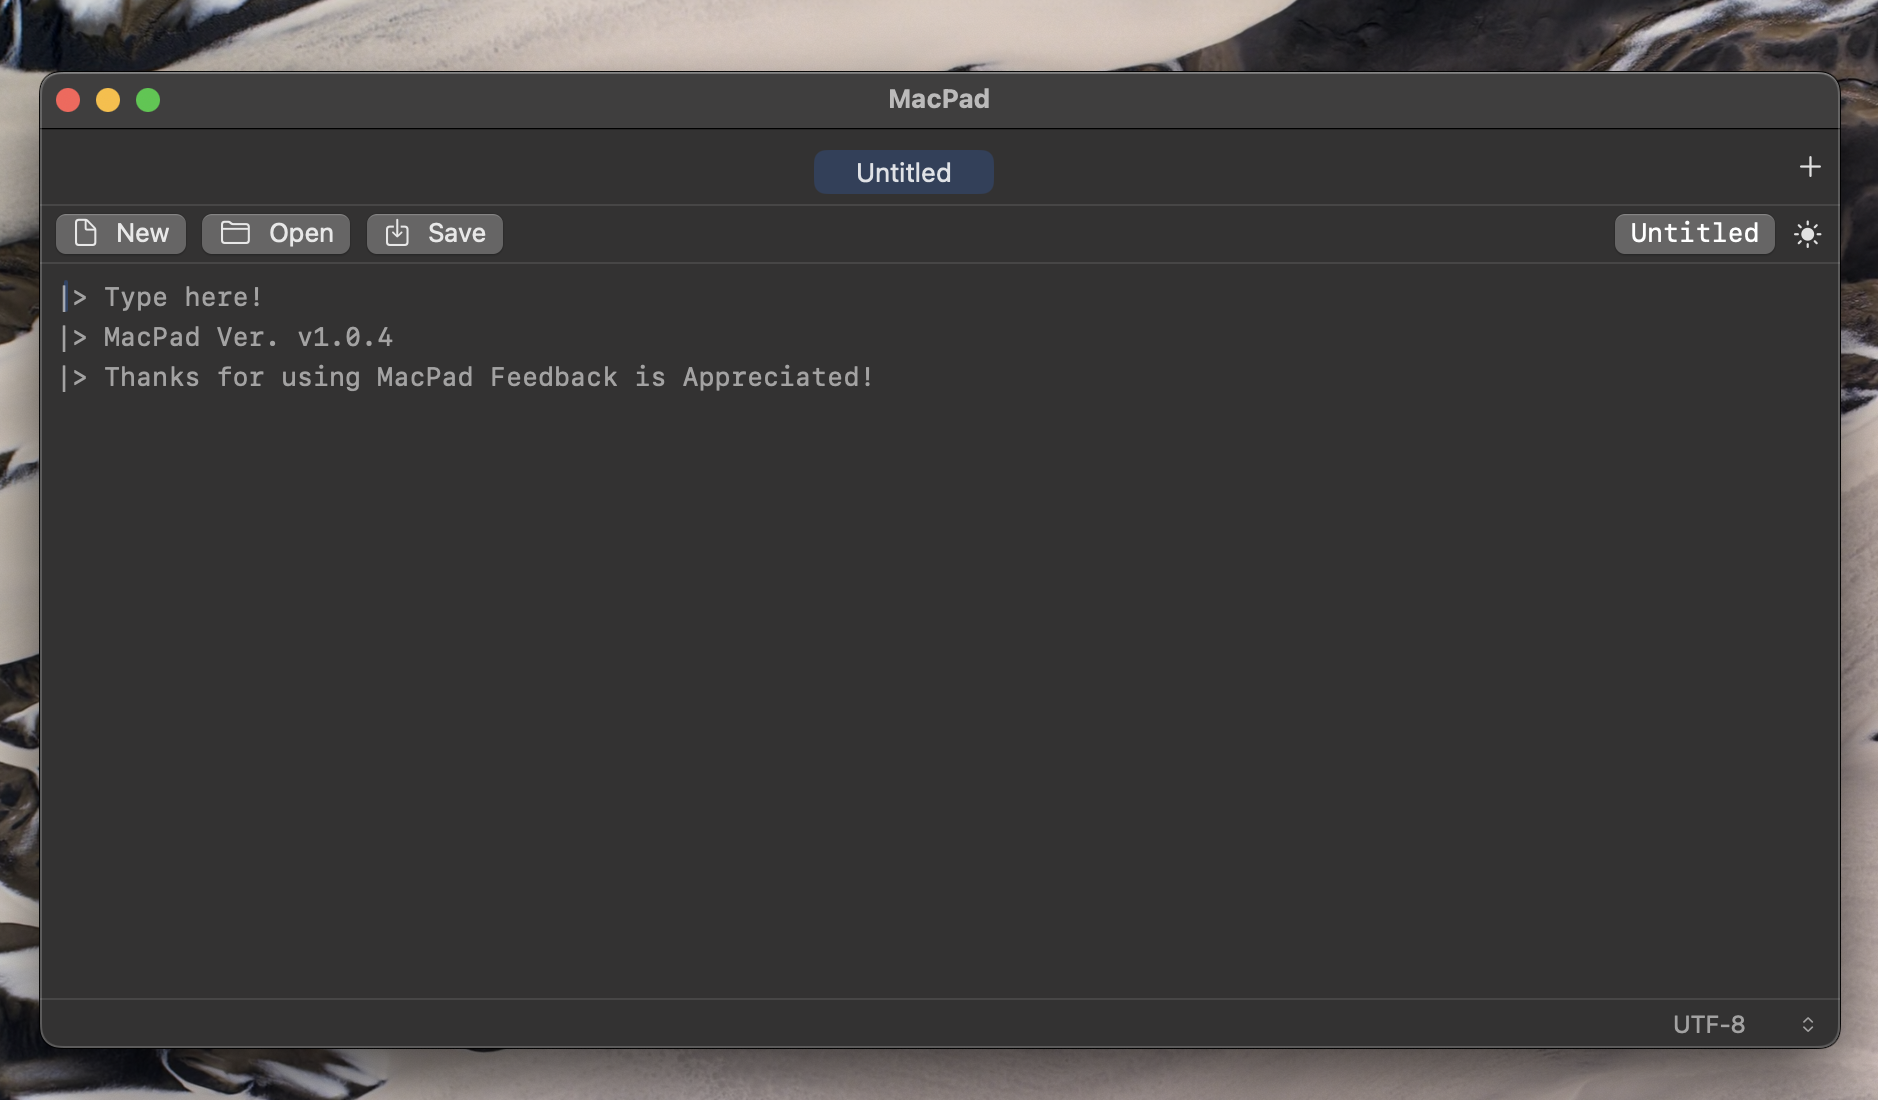 MacPad
Untitled
New Open Save Untitled
|> Type here!
|> MacPad Ver. v1.0.4
|> Thanks for using MacPad Feedback is Appreciated!
UTF-8